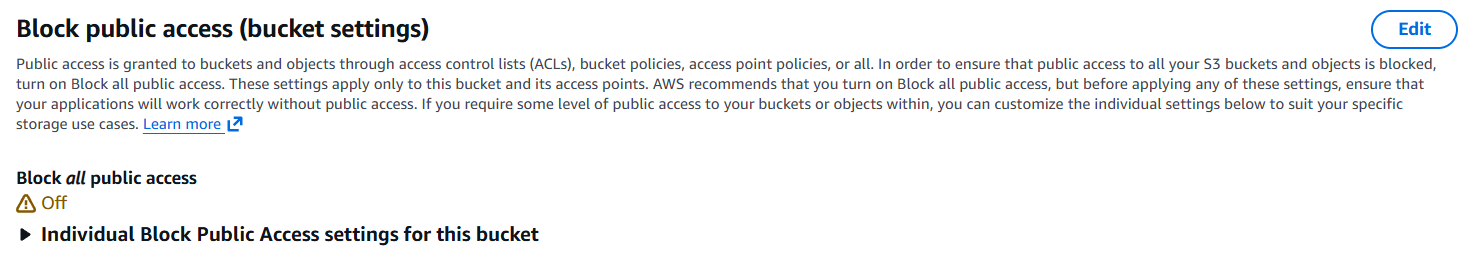 Block public access (bucket settings)
Edit
Public access is granted to buckets and objects through access control lists (ACLs), bucket policies, access point policies, or all. In order to ensure that public access to all your S3 buckets and objects is blocked,
turn on Block all public access. These settings apply only to this bucket and its access points. AWS recommends that you turn on Block all public access, but before applying any of these settings, ensure that
your applications will work correctly without public access. If you require some level of public access to your buckets or objects within, you can customize the individual settings below to suit your specific
storage use cases. Learn more
Block all public access
Off
Individual Block Public Access settings for this bucket